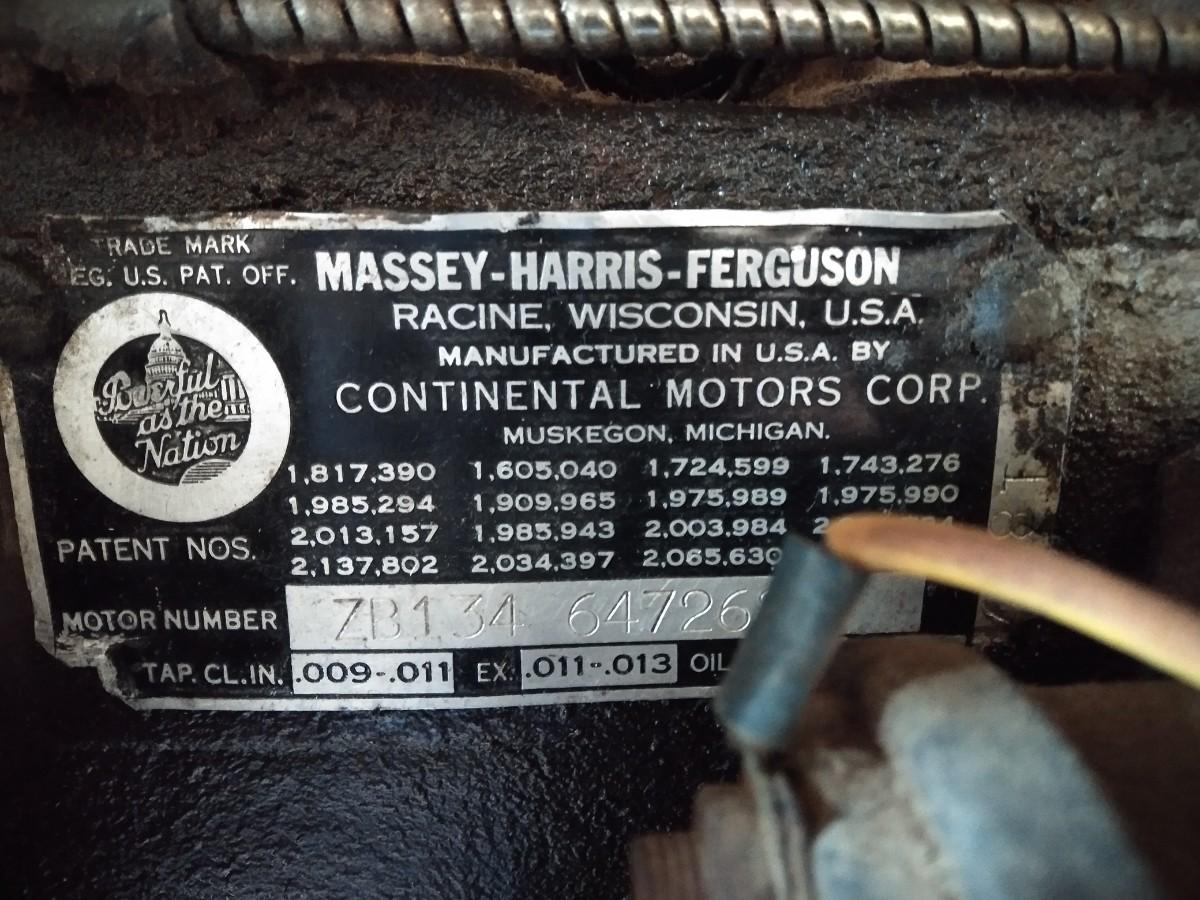 TRADE MARK
EG. U.S. PAT. OFF.
MASSEY-HARRIS-FERGUSON
RACINE, WISCONSIN, U.S.A.
MANUFACTURED IN U.S.A. BY
CONTINENTAL MOTORS CORP.
MUSKEGON, MICHIGAN.
Powerful
as the
Nation
PATENT NOS.
1,817,390 1,605,040 1,724,599 1,743,276
1,985,294 1,909,965 1,975,989 1,975,990
2,013,157 1,985,943 2,003,984
2,137,802 2,034,397 2,065,630
MOTOR NUMBER ZB134 64726
TAP. CL. IN. .009-.011 EX. .011-.013 OIL